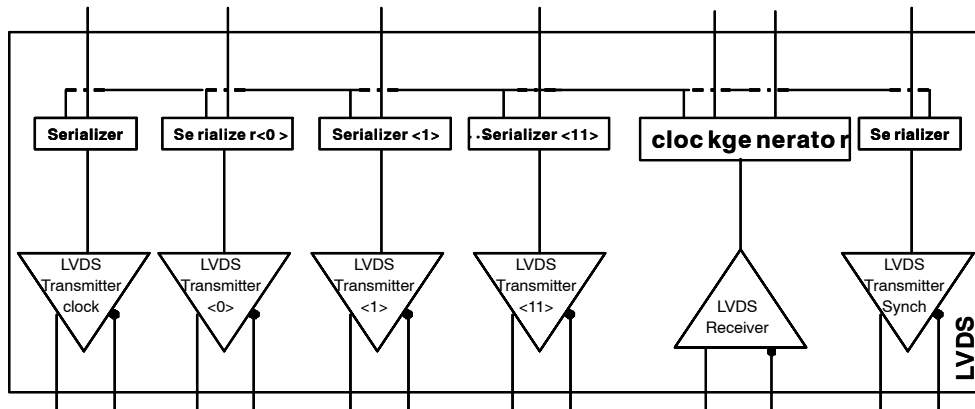 Serializer
Se rialize r<0 >
Serializer <1>
...Serializer <11>
cloc kge nerato r
Se rializer
LVDS
Transmitter
clock
LVDS
Transmitter
<0>
LVDS
Transmitter
<1>
LVDS
Transmitter
<11>
LVDS
Receiver
LVDS
Transmitter
Synch
LVDS